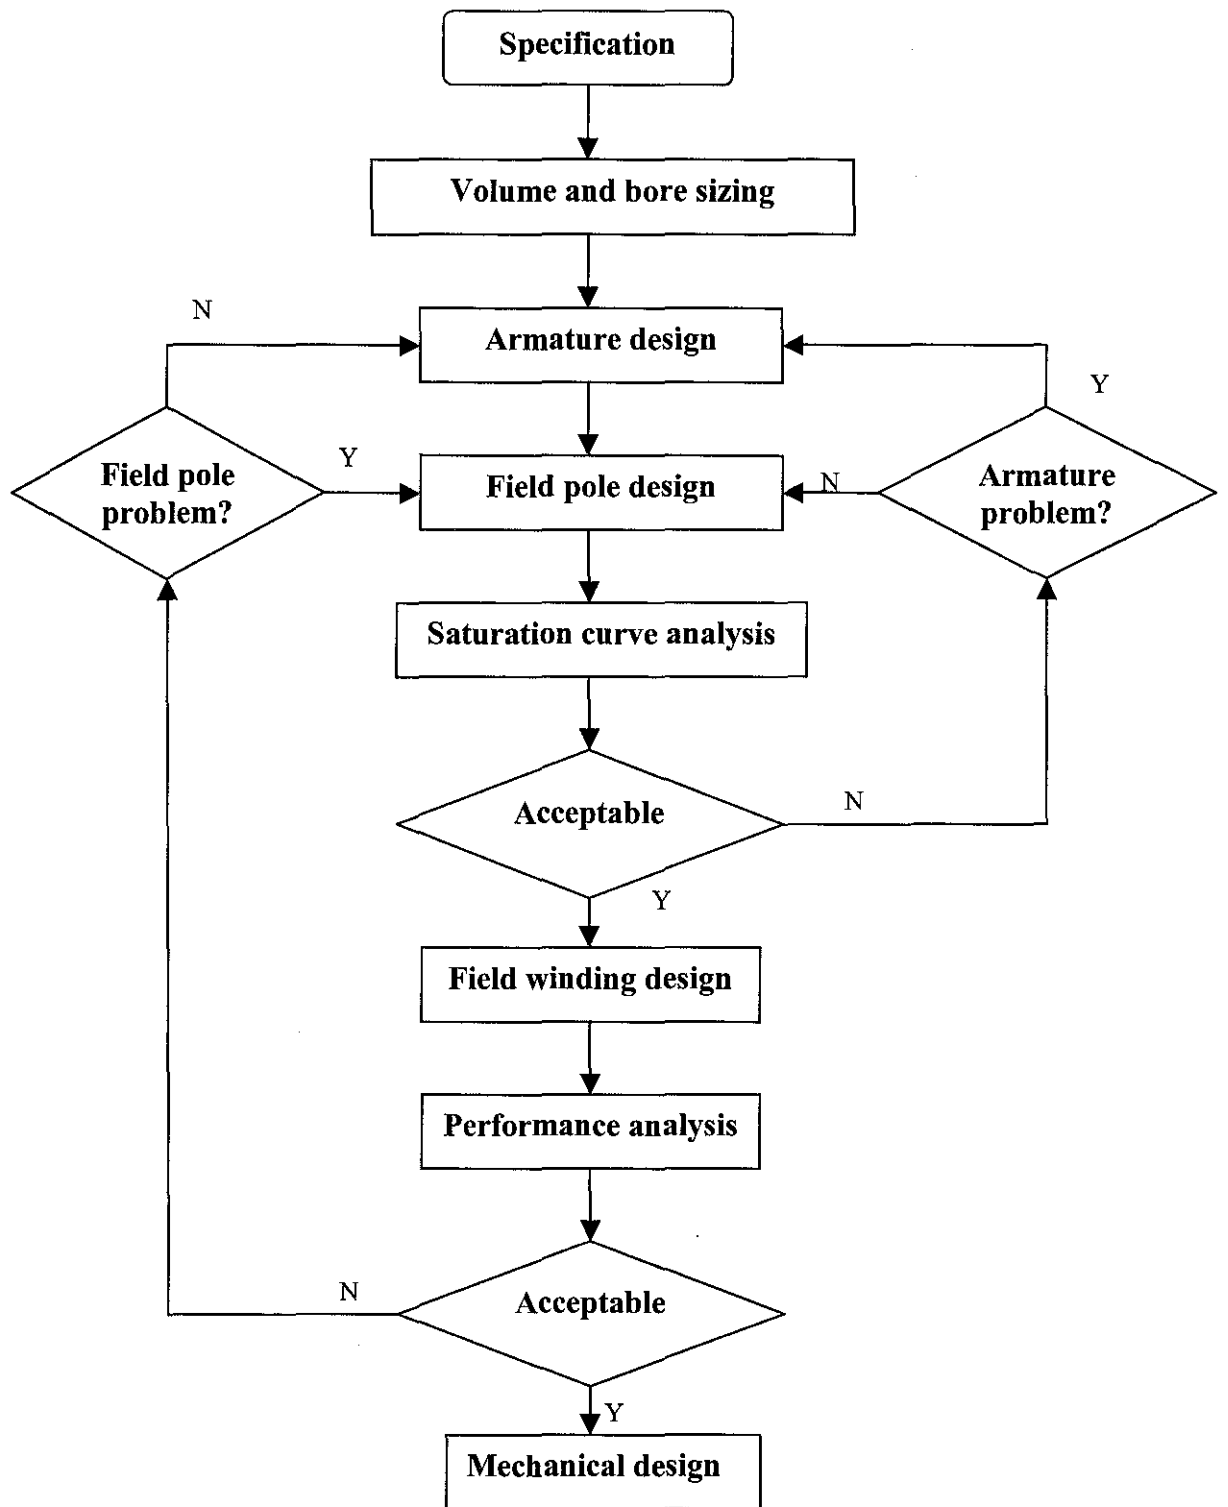 Specification
Volume and bore sizing
N
Armature design
Y
Field pole
problem?
Y
Field pole design
N
Armature
problem?
Saturation curve analysis
Acceptable
N
Y
Field winding design
Performance analysis
N
Acceptable
Y
Mechanical design